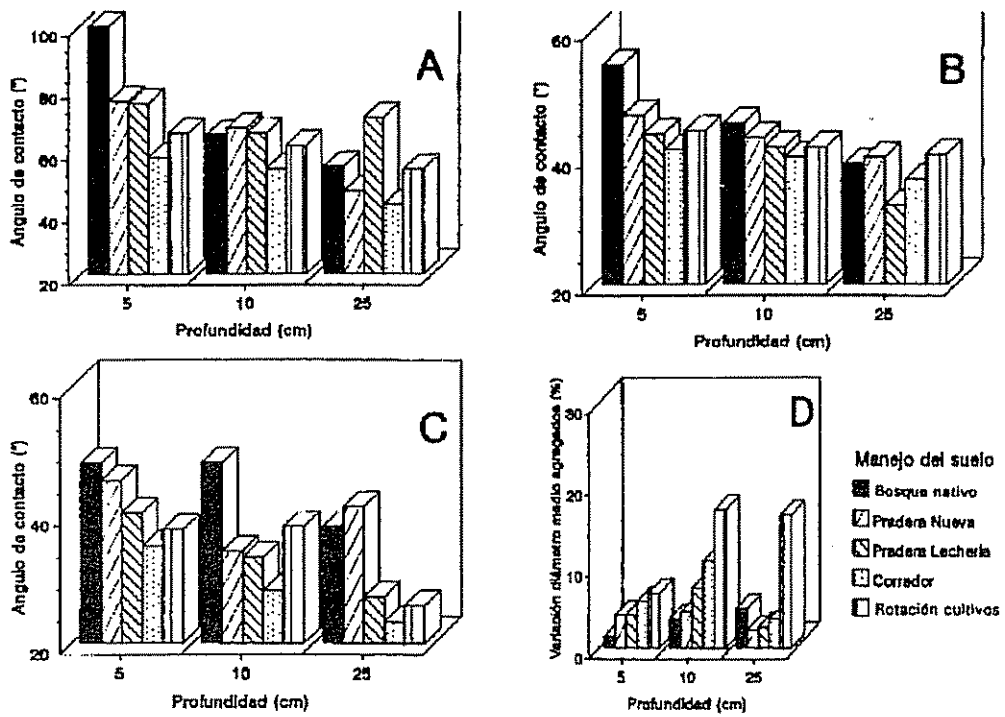 A
Angulo de contacto (°)
100
80
60
40
20
5 10 25
Profundidad (cm)
B
Angulo de contacto (°)
60
40
20
5 10 25
Profundidad (cm)
C
Angulo de contacto (°)
60
40
20
5 10 25
Profundidad (cm)
D
Variación diámetro medio agregados (%)
30
20
10
0
5 10 25
Profundidad (cm)
Manejo del suelo
Bosque nativo
Pradera Nueva
Pradera Lechería
Corredor
Rotación cultivos